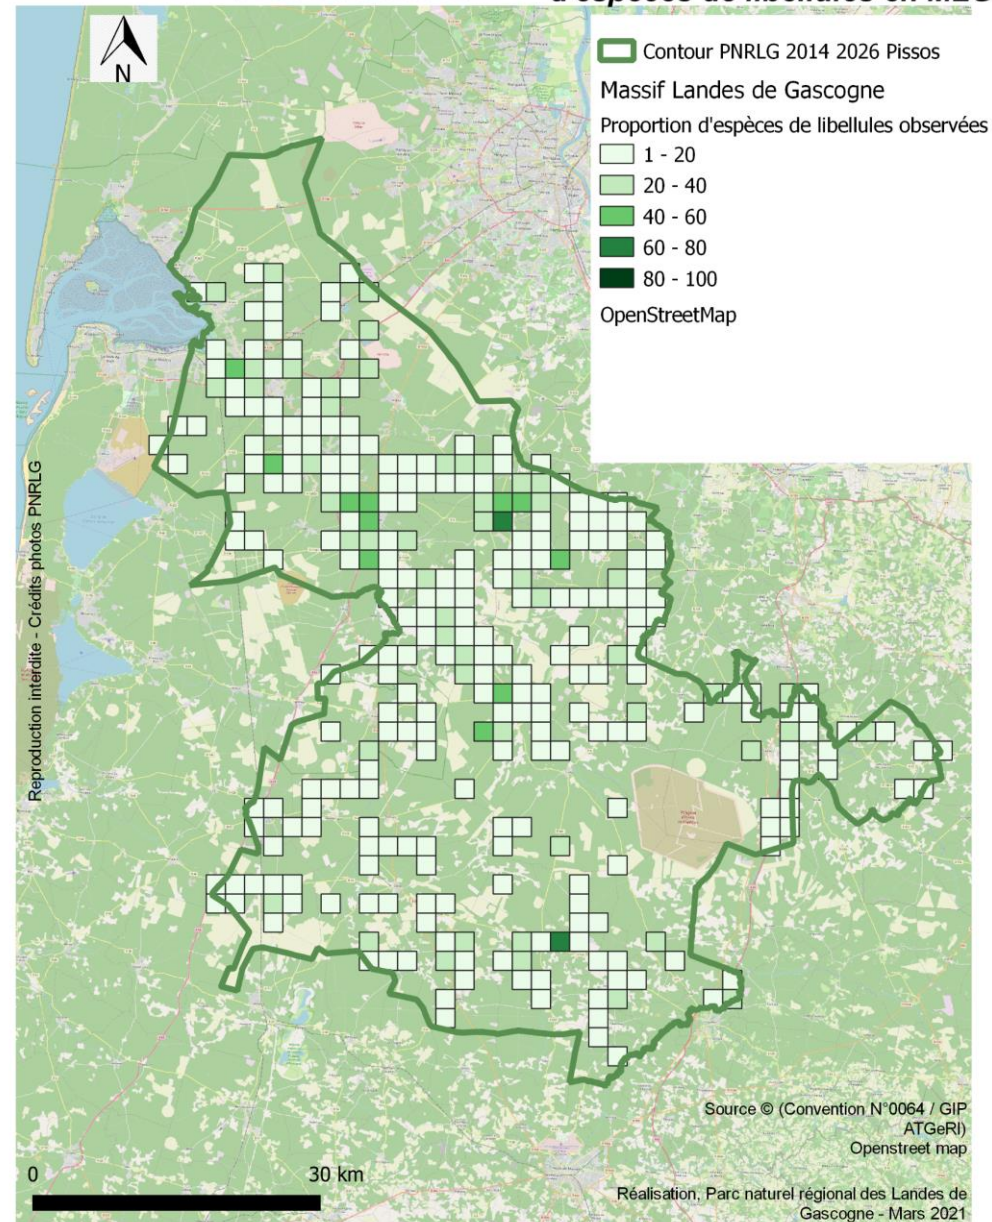 d'espèces de libellules en MLG
N
Contour PNRLG 2014 2026 Pissos
Massif Landes de Gascogne
Proportion d'espèces de libellules observées
1 - 20
20 - 40
40 - 60
60 - 80
80 - 100
OpenStreetMap
Reproduction interdite - Crédits photos PNRLG
Source © (Convention N°0064 / GIP
ATGeRI)
Openstreet map
0
30 km
Réalisation, Parc naturel régional des Landes de
Gascogne - Mars 2021